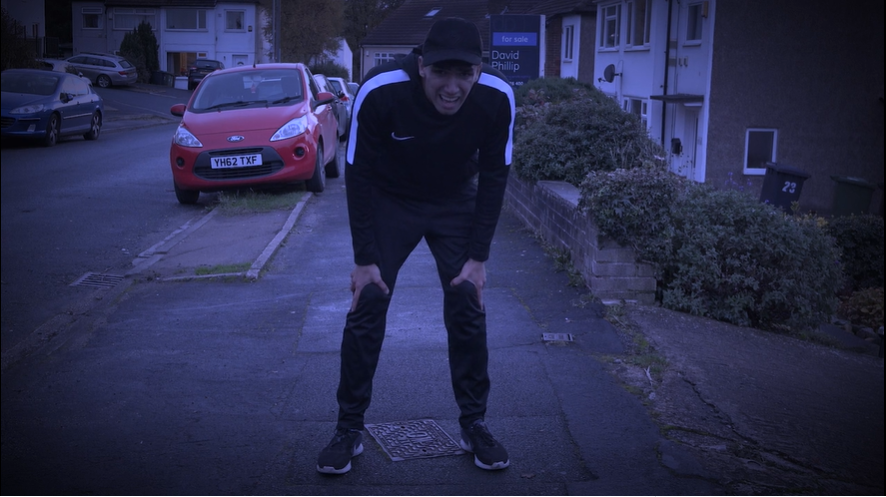 for sale
David
Phillip
YH62 TXF
23